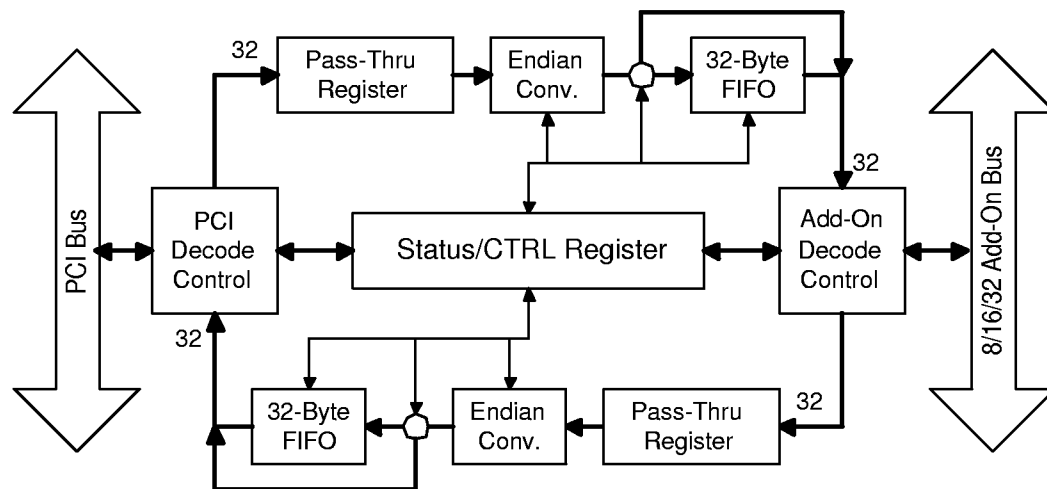 32
Pass-Thru
Register
Endian
Conv.
32-Byte
FIFO
32
PCI Bus
PCI
Decode
Control
Status/CTRL Register
Add-On
Decode
Control
8/16/32 Add-On Bus
32
32-Byte
FIFO
Endian
Conv.
Pass-Thru
Register
32